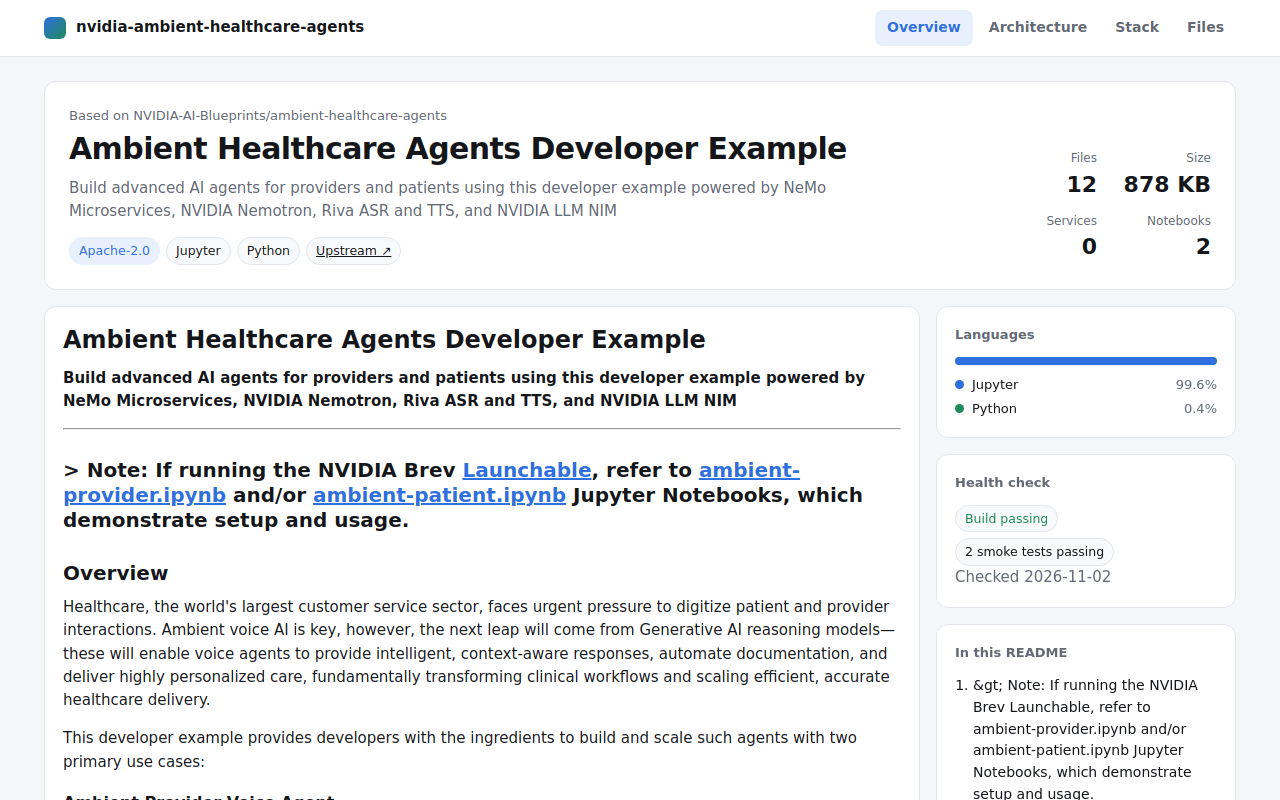 nvidia-ambient-healthcare-agents
Overview
Architecture
Stack
Files
Based on NVIDIA-AI-Blueprints/ambient-healthcare-agents
Ambient Healthcare Agents Developer Example
Build advanced AI agents for providers and patients using this developer example powered by NeMo
Microservices, NVIDIA Nemotron, Riva ASR and TTS, and NVIDIA LLM NIM
Apache-2.0
Jupyter
Python
Upstream ↗
Files
12
Size
878 KB
Services
0
Notebooks
2
Ambient Healthcare Agents Developer Example
Build advanced AI agents for providers and patients using this developer example powered by
NeMo Microservices, NVIDIA Nemotron, Riva ASR and TTS, and NVIDIA LLM NIM
> Note: If running the NVIDIA Brev Launchable, refer to ambient-
provider.ipynb and/or ambient-patient.ipynb Jupyter Notebooks, which
demonstrate setup and usage.
Overview
Healthcare, the world's largest customer service sector, faces urgent pressure to digitize patient and provider
interactions. Ambient voice AI is key, however, the next leap will come from Generative AI reasoning models—
these will enable voice agents to provide intelligent, context-aware responses, automate documentation, and
deliver highly personalized care, fundamentally transforming clinical workflows and scaling efficient, accurate
healthcare delivery.
This developer example provides developers with the ingredients to build and scale such agents with two
primary use cases:
Ambient Provider Voice Agent
Languages
Jupyter 99.6%
Python 0.4%
Health check
Build passing
2 smoke tests passing
Checked 2026-11-02
In this README
1. &gt; Note: If running the NVIDIA
Brev Launchable, refer to
ambient-provider.ipynb and/or
ambient-patient.ipynb Jupyter
Notebooks, which demonstrate
setup and usage.